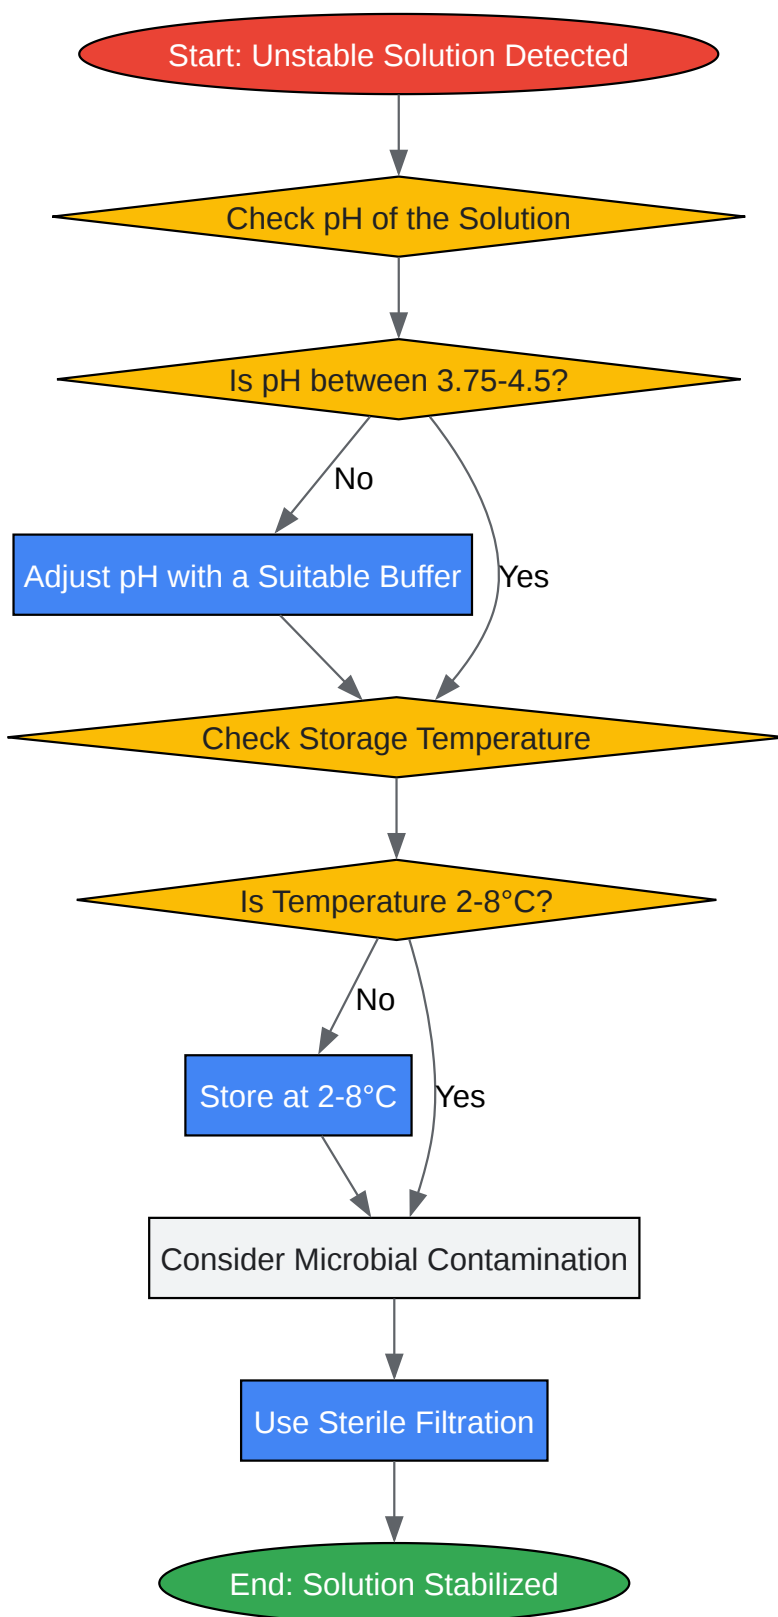 Start: Unstable Solution Detected
Check pH of the Solution
Is pH between 3.75-4.5?
No
Adjust pH with a Suitable Buffer
Yes
Check Storage Temperature
Is Temperature 2-8°C?
No
Store at 2-8°C
Yes
Consider Microbial Contamination
Use Sterile Filtration
End: Solution Stabilized